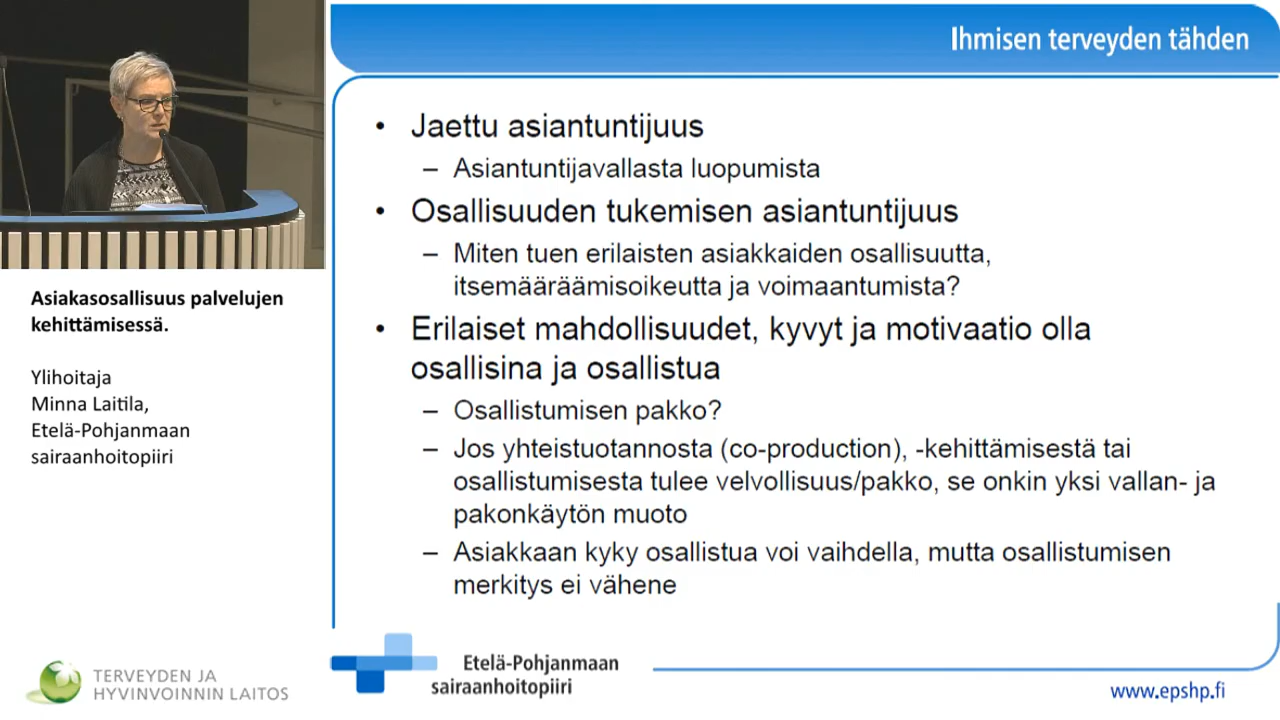 Ihmisen terveyden tähden
• Jaettu asiantuntijuus
– Asiantuntijavallasta luopumista
• Osallisuuden tukemisen asiantuntijuus
– Miten tuen erilaisten asiakkaiden osallisuutta,
itsemääräämisoikeutta ja voimaantumista?
• Erilaiset mahdollisuudet, kyvyt ja motivaatio olla
osallisina ja osallistua
– Osallistumisen pakko?
– Jos yhteistuotannosta (co-production), -kehittämisestä tai
osallistumisesta tulee velvollisuus/pakko, se onkin yksi vallan- ja
pakonkäytön muoto
– Asiakkaan kyky osallistua voi vaihdella, mutta osallistumisen
merkitys ei vähene
Asiakasosallisuus palvelujen
kehittämisessä.
Ylihoitaja
Minna Laitila,
Etelä-Pohjanmaan
sairaanhoitopiiri
TERVEYDEN JA
HYVINVOINNIN LAITOS
Etelä-Pohjanmaan
sairaanhoitopiiri
www.epshp.fi